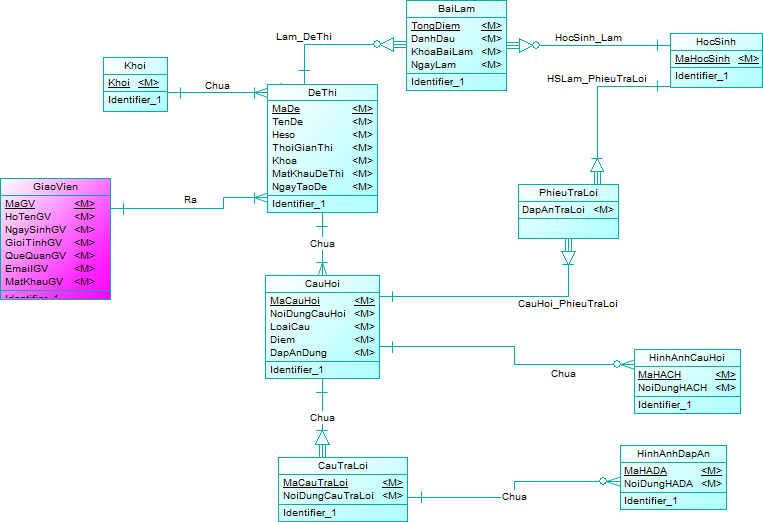 BaiLam
TongDiem <M>
DanhDau <M>
KhoaBaiLam <M>
NgayLam <M>
Identifier_1
Lam_DeThi
HocSinh_Lam
HocSinh
MaHocSinh <M>
Identifier_1
HSLam_PhieuTraLoi
Khoi
Khoi <M>
Identifier_1
Chua
DeThi
MaDe <M>
TenDe <M>
Heso <M>
ThoiGianThi <M>
Khoa <M>
MatKhauDeThi <M>
NgayTaoDe <M>
Identifier_1
GiaoVien
MaGV <M>
HoTenGV <M>
NgaySinhGV <M>
GioiTinhGV <M>
QueQuanGV <M>
EmailGV <M>
MatKhauGV <M>
Identifier_1
Ra
PhieuTraLoi
DapAnTraLoi <M>
Chua
CauHoi
MaCauHoi <M>
NoiDungCauHoi <M>
LoaiCau <M>
Diem <M>
DapAnDung <M>
Identifier_1
CauHoi_PhieuTraLoi
Chua
HinhAnhCauHoi
MaHACH <M>
NoiDungHACH <M>
Identifier_1
Chua
CauTraLoi
MaCauTraLoi <M>
NoiDungCauTraLoi <M>
Identifier_1
Chua
HinhAnhDapAn
MaHADA <M>
NoiDungHADA <M>
Identifier_1